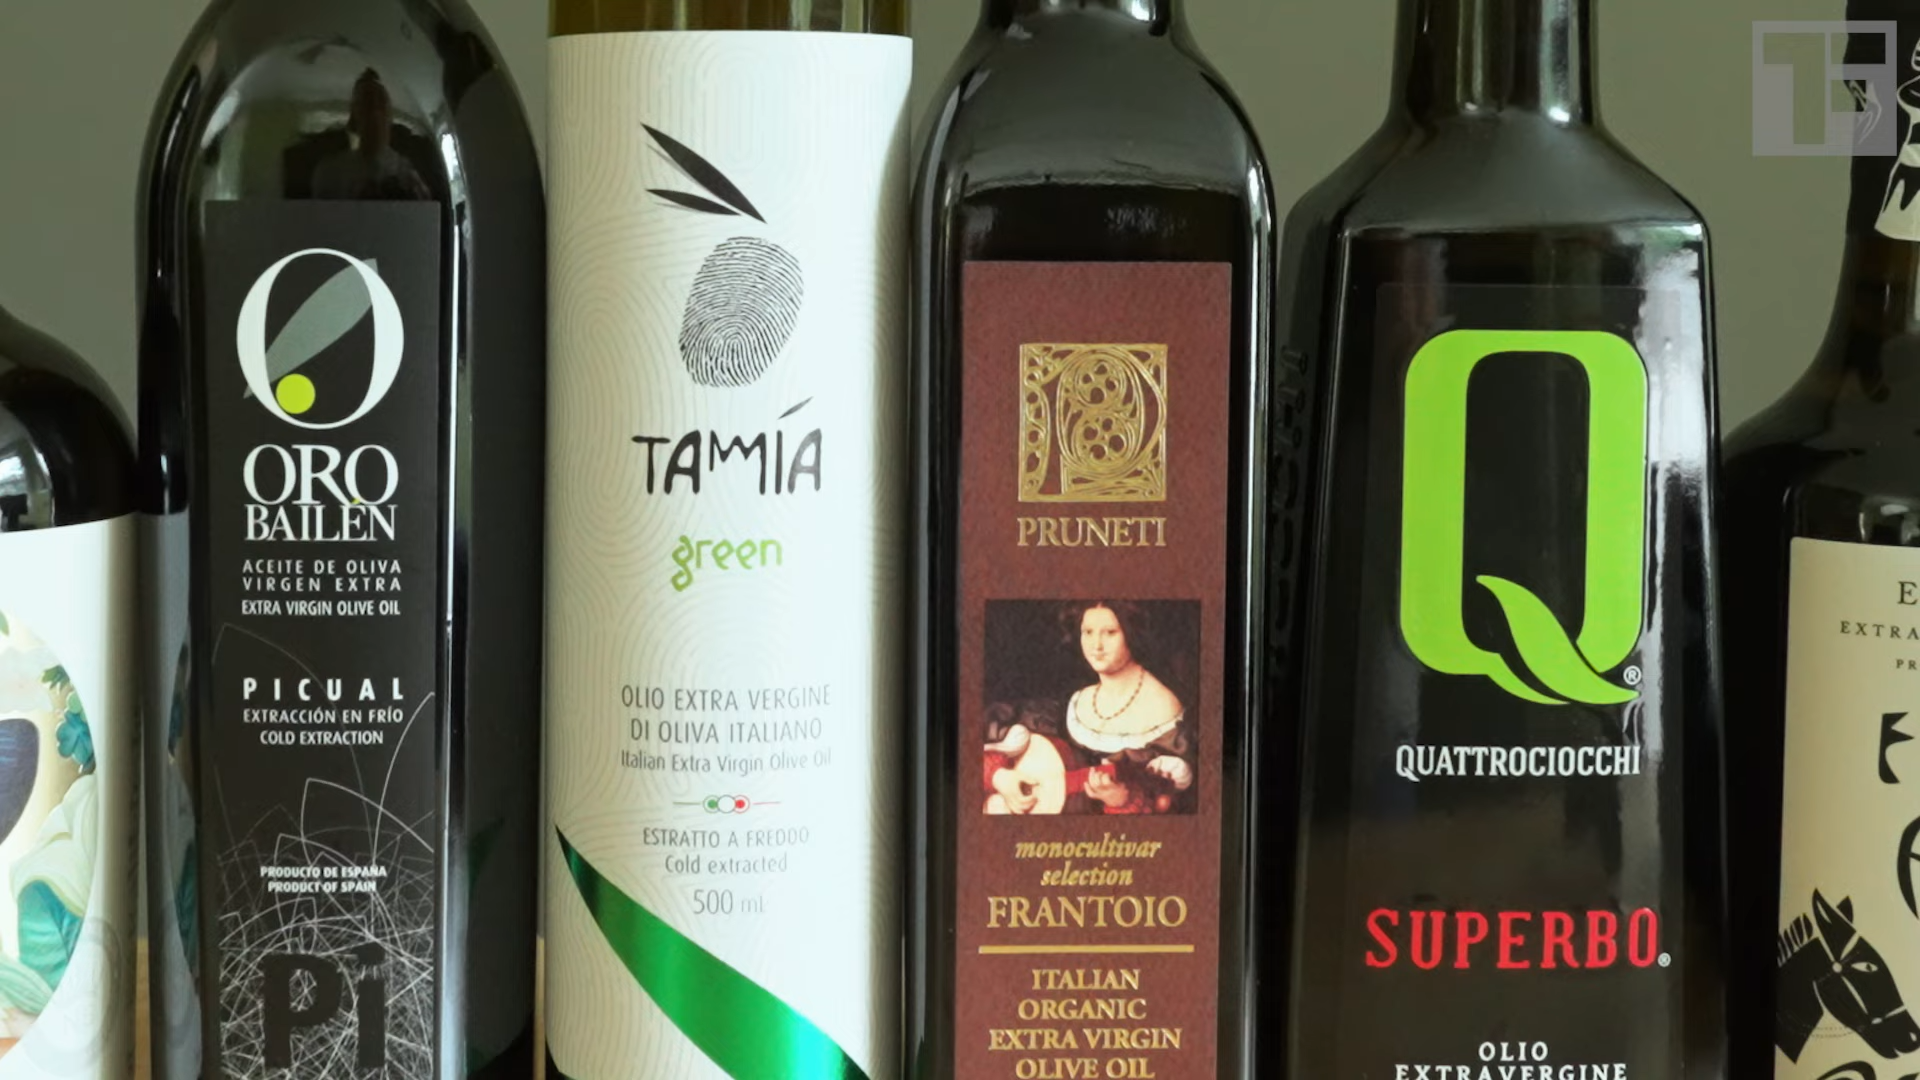 ORO
BAILÉN
ACEITE DE OLIVA
VIRGEN EXTRA
EXTRA VIRGIN OLIVE OIL
PICUAL
EXTRACCIÓN EN FRÍO
COLD EXTRACTION
PRODUCTO DE ESPAÑA
PRODUCT OF SPAIN
Pi
TAMÍA
green
OLIO EXTRA VERGINE
DI OLIVA ITALIANO
Italian Extra Virgin Olive Oil
ESTRATTO A FREDDO
Cold extracted
500 ml
PRUNETI
monocultivar
selection
FRANTOIO
ITALIAN
ORGANIC
EXTRA VIRGIN
OLIVE OIL
Q®
QUATTROCIOCCHI
SUPERBO®
OLIO
EXTRAVERGINE
EXTRA